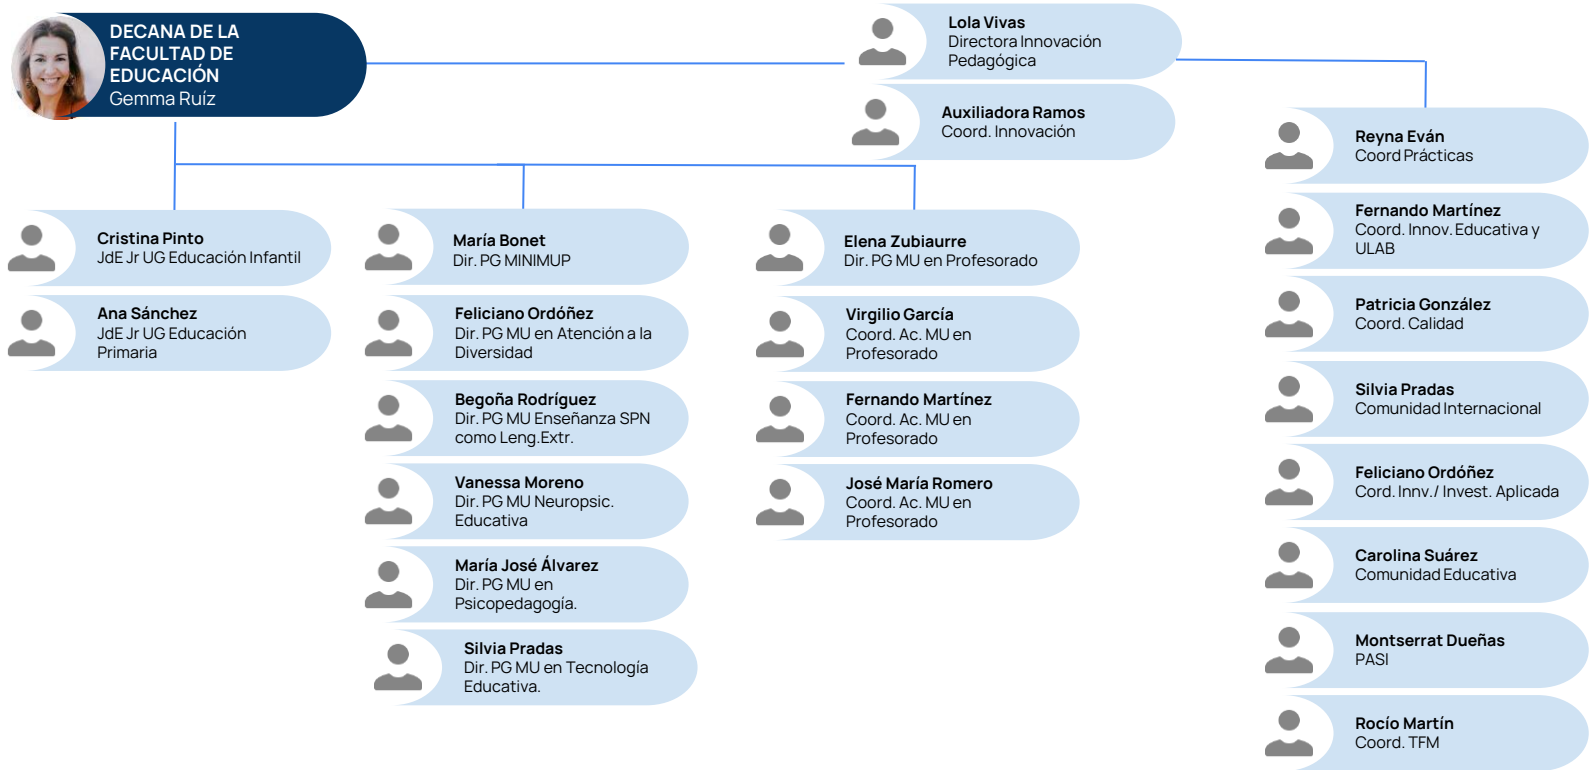 DECANA DE LA
FACULTAD DE
EDUCACIÓN
Gemma Ruíz
Lola Vivas
Directora Innovación
Pedagógica
Auxiliadora Ramos
Coord. Innovación
Cristina Pinto
JdE Jr UG Educación Infantil
Ana Sánchez
JdE Jr UG Educación
Primaria
María Bonet
Dir. PG MINIMUP
Feliciano Ordóñez
Dir. PG MU en Atención a la
Diversidad
Begoña Rodríguez
Dir. PG MU Enseñanza SPN
como Leng.Extr.
Vanessa Moreno
Dir. PG MU Neuropsic.
Educativa
María José Álvarez
Dir. PG MU en
Psicopedagogía.
Silvia Pradas
Dir. PG MU en Tecnología
Educativa.
Elena Zubiaurre
Dir. PG MU en Profesorado
Virgilio García
Coord. Ac. MU en
Profesorado
Fernando Martínez
Coord. Ac. MU en
Profesorado
José María Romero
Coord. Ac. MU en
Profesorado
Reyna Eván
Coord Prácticas
Fernando Martínez
Coord. Innov. Educativa y
ULAB
Patricia González
Coord. Calidad
Silvia Pradas
Comunidad Internacional
Feliciano Ordóñez
Cord. Innv./ Invest. Aplicada
Carolina Suárez
Comunidad Educativa
Montserrat Dueñas
PASI
Rocío Martín
Coord. TFM